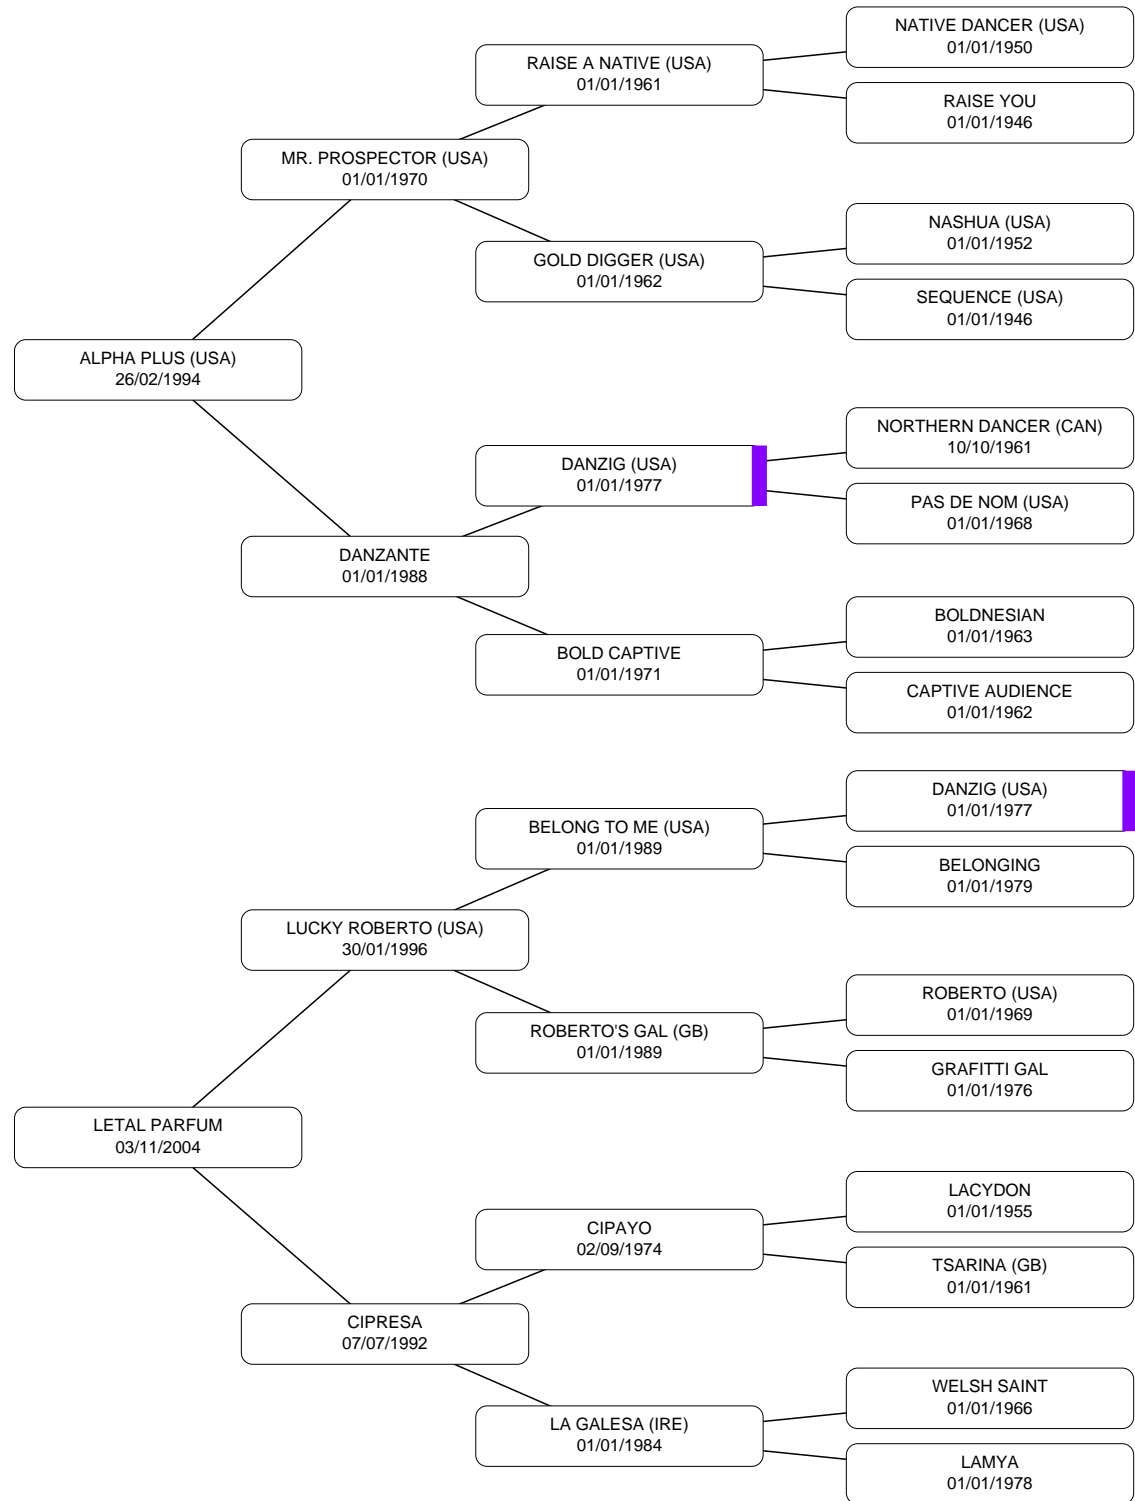 NATIVE DANCER (USA)
01/01/1950
RAISE A NATIVE (USA)
01/01/1961
RAISE YOU
01/01/1946
MR. PROSPECTOR (USA)
01/01/1970
NASHUA (USA)
01/01/1952
GOLD DIGGER (USA)
01/01/1962
SEQUENCE (USA)
01/01/1946
ALPHA PLUS (USA)
26/02/1994
NORTHERN DANCER (CAN)
10/10/1961
DANZIG (USA)
01/01/1977
PAS DE NOM (USA)
01/01/1968
DANZANTE
01/01/1988
BOLDNESIAN
01/01/1963
BOLD CAPTIVE
01/01/1971
CAPTIVE AUDIENCE
01/01/1962
DANZIG (USA)
01/01/1977
BELONG TO ME (USA)
01/01/1989
BELONGING
01/01/1979
LUCKY ROBERTO (USA)
30/01/1996
ROBERTO (USA)
01/01/1969
ROBERTO'S GAL (GB)
01/01/1989
GRAFITTI GAL
01/01/1976
LETAL PARFUM
03/11/2004
LACYDON
01/01/1955
CIPAYO
02/09/1974
TSARINA (GB)
01/01/1961
CIPRESA
07/07/1992
WELSH SAINT
01/01/1966
LA GALESA (IRE)
01/01/1984
LAMYA
01/01/1978